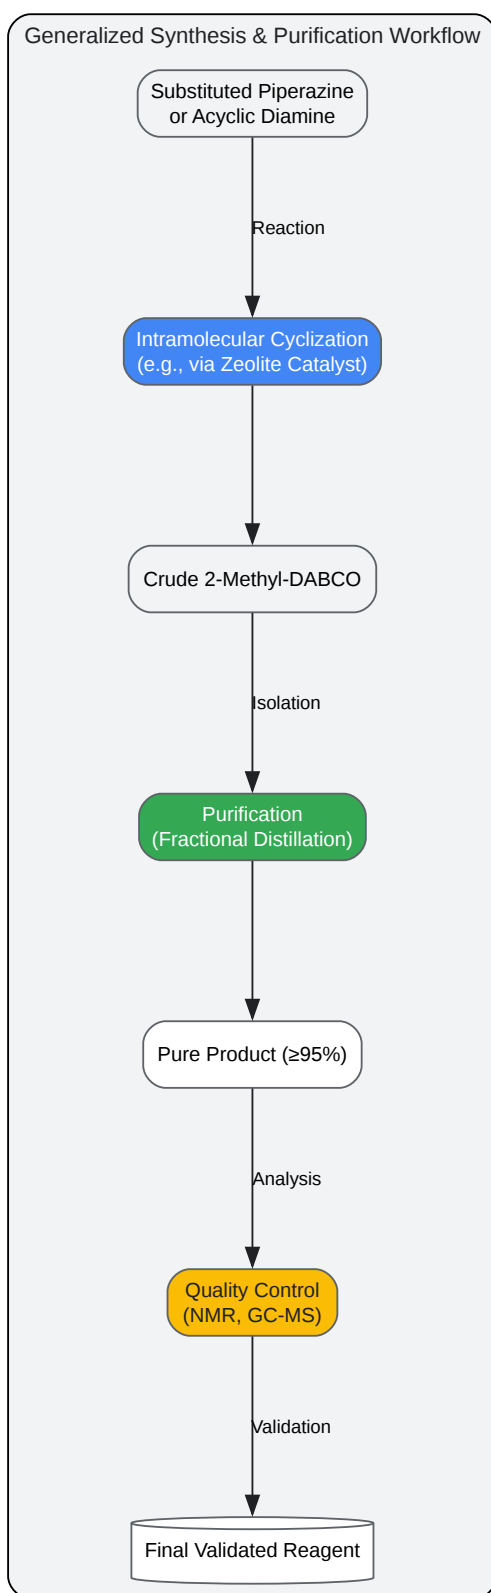 Generalized Synthesis & Purification Workflow
Substituted Piperazine
or Acyclic Diamine
Reaction
Intramolecular Cyclization
(e.g., via Zeolite Catalyst)
Crude 2-Methyl-DABCO
Isolation
Purification
(Fractional Distillation)
Pure Product (≥95%)
Analysis
Quality Control
(NMR, GC-MS)
Validation
Final Validated Reagent